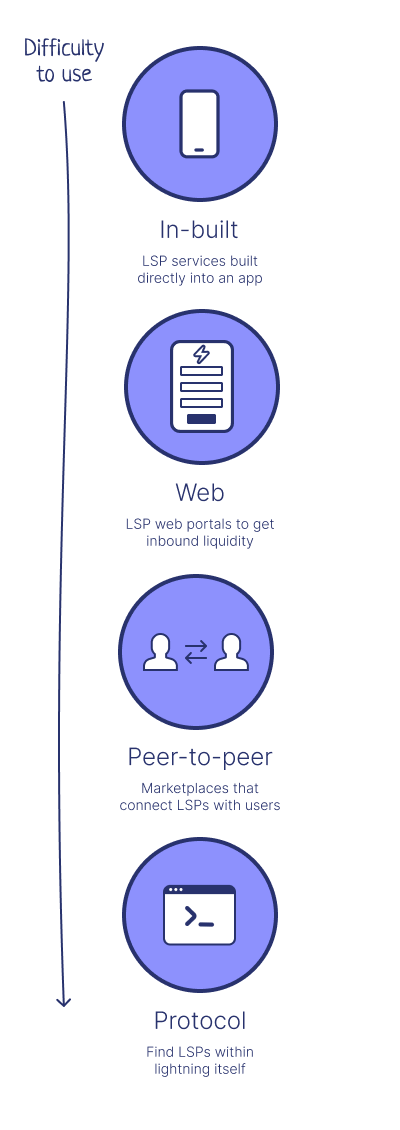 Difficulty
to use
In-built
LSP services built
directly into an app
Web
LSP web portals to get
inbound liquidity
Peer-to-peer
Marketplaces that
connect LSPs with users
Protocol
Find LSPs within
lightning itself